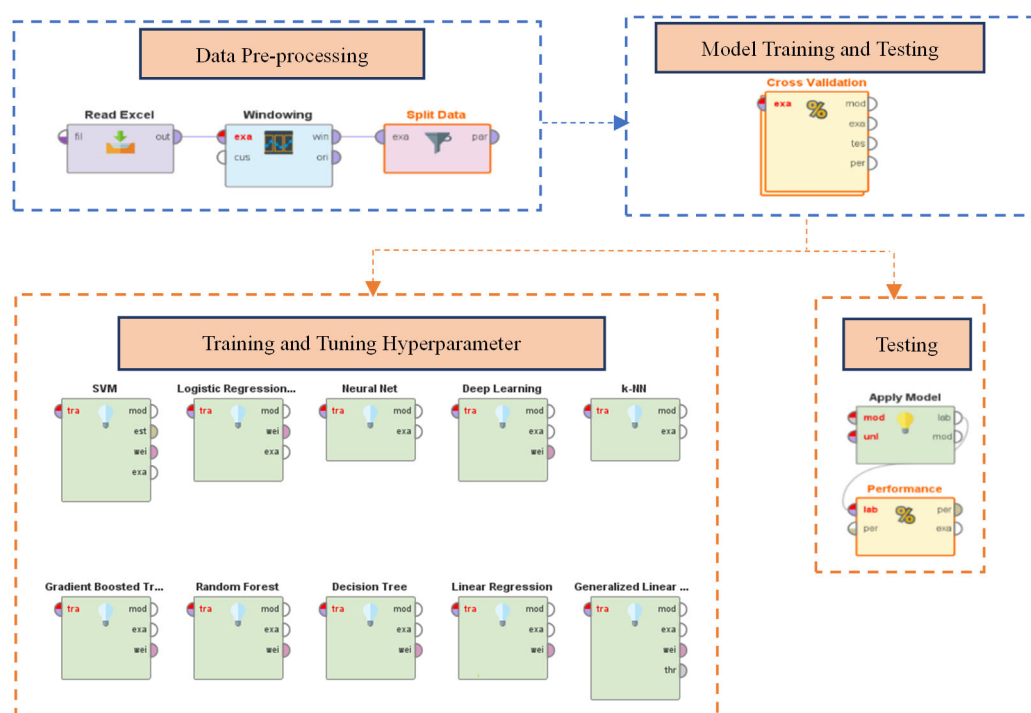 Data Pre-processing
Model Training and Testing
Read Excel
Windowing
Split Data
Cross Validation
fil out
exa win
cus ori
exa par
exa mod
exa
tes
per
Training and Tuning Hyperparameter
Testing
SVM
Logistic Regression...
Neural Net
Deep Learning
k-NN
tra mod
est
wei
exa
tra mod
wei
exa
tra mod
exa
tra mod
exa
wei
tra mod
exa
Apply Model
mod lab
unl mod
Performance
lab per
per exa
Gradient Boosted Tr...
Random Forest
Decision Tree
Linear Regression
Generalized Linear ...
tra mod
exa
wei
tra mod
exa
wei
tra mod
exa
wei
tra mod
exa
wei
tra mod
exa
wei
thr